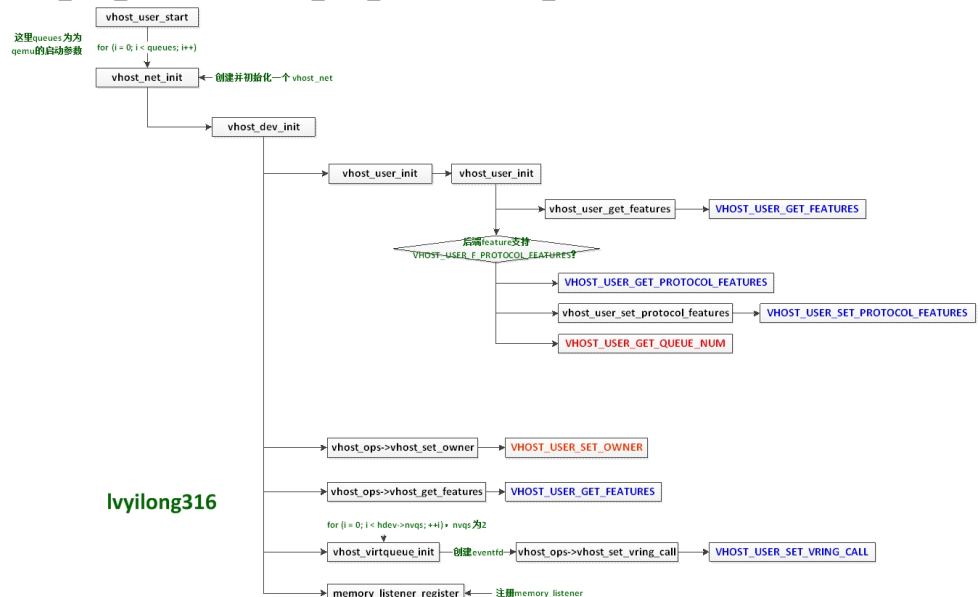 vhost_user_start
这里queues为为
qemu的启动参数
for (i = 0; i < queues; i++)
vhost_net_init
创建并初始化一个 vhost_net
vhost_dev_init
vhost_user_init
vhost_user_init
vhost_user_get_features
VHOST_USER_GET_FEATURES
后端feature支持
VHOST_USER_F_PROTOCOL_FEATURES?
VHOST_USER_GET_PROTOCOL_FEATURES
vhost_user_set_protocol_features
VHOST_USER_SET_PROTOCOL_FEATURES
VHOST_USER_GET_QUEUE_NUM
vhost_ops->vhost_set_owner
VHOST_USER_SET_OWNER
vhost_ops->vhost_get_features
VHOST_USER_GET_FEATURES
lvyilong316
for (i = 0; i < hdev->nvqs; ++i)，nvqs为2
vhost_virtqueue_init
创建eventfd
vhost_ops->vhost_set_vring_call
VHOST_USER_SET_VRING_CALL
memory_listener_register
注册memory_listener